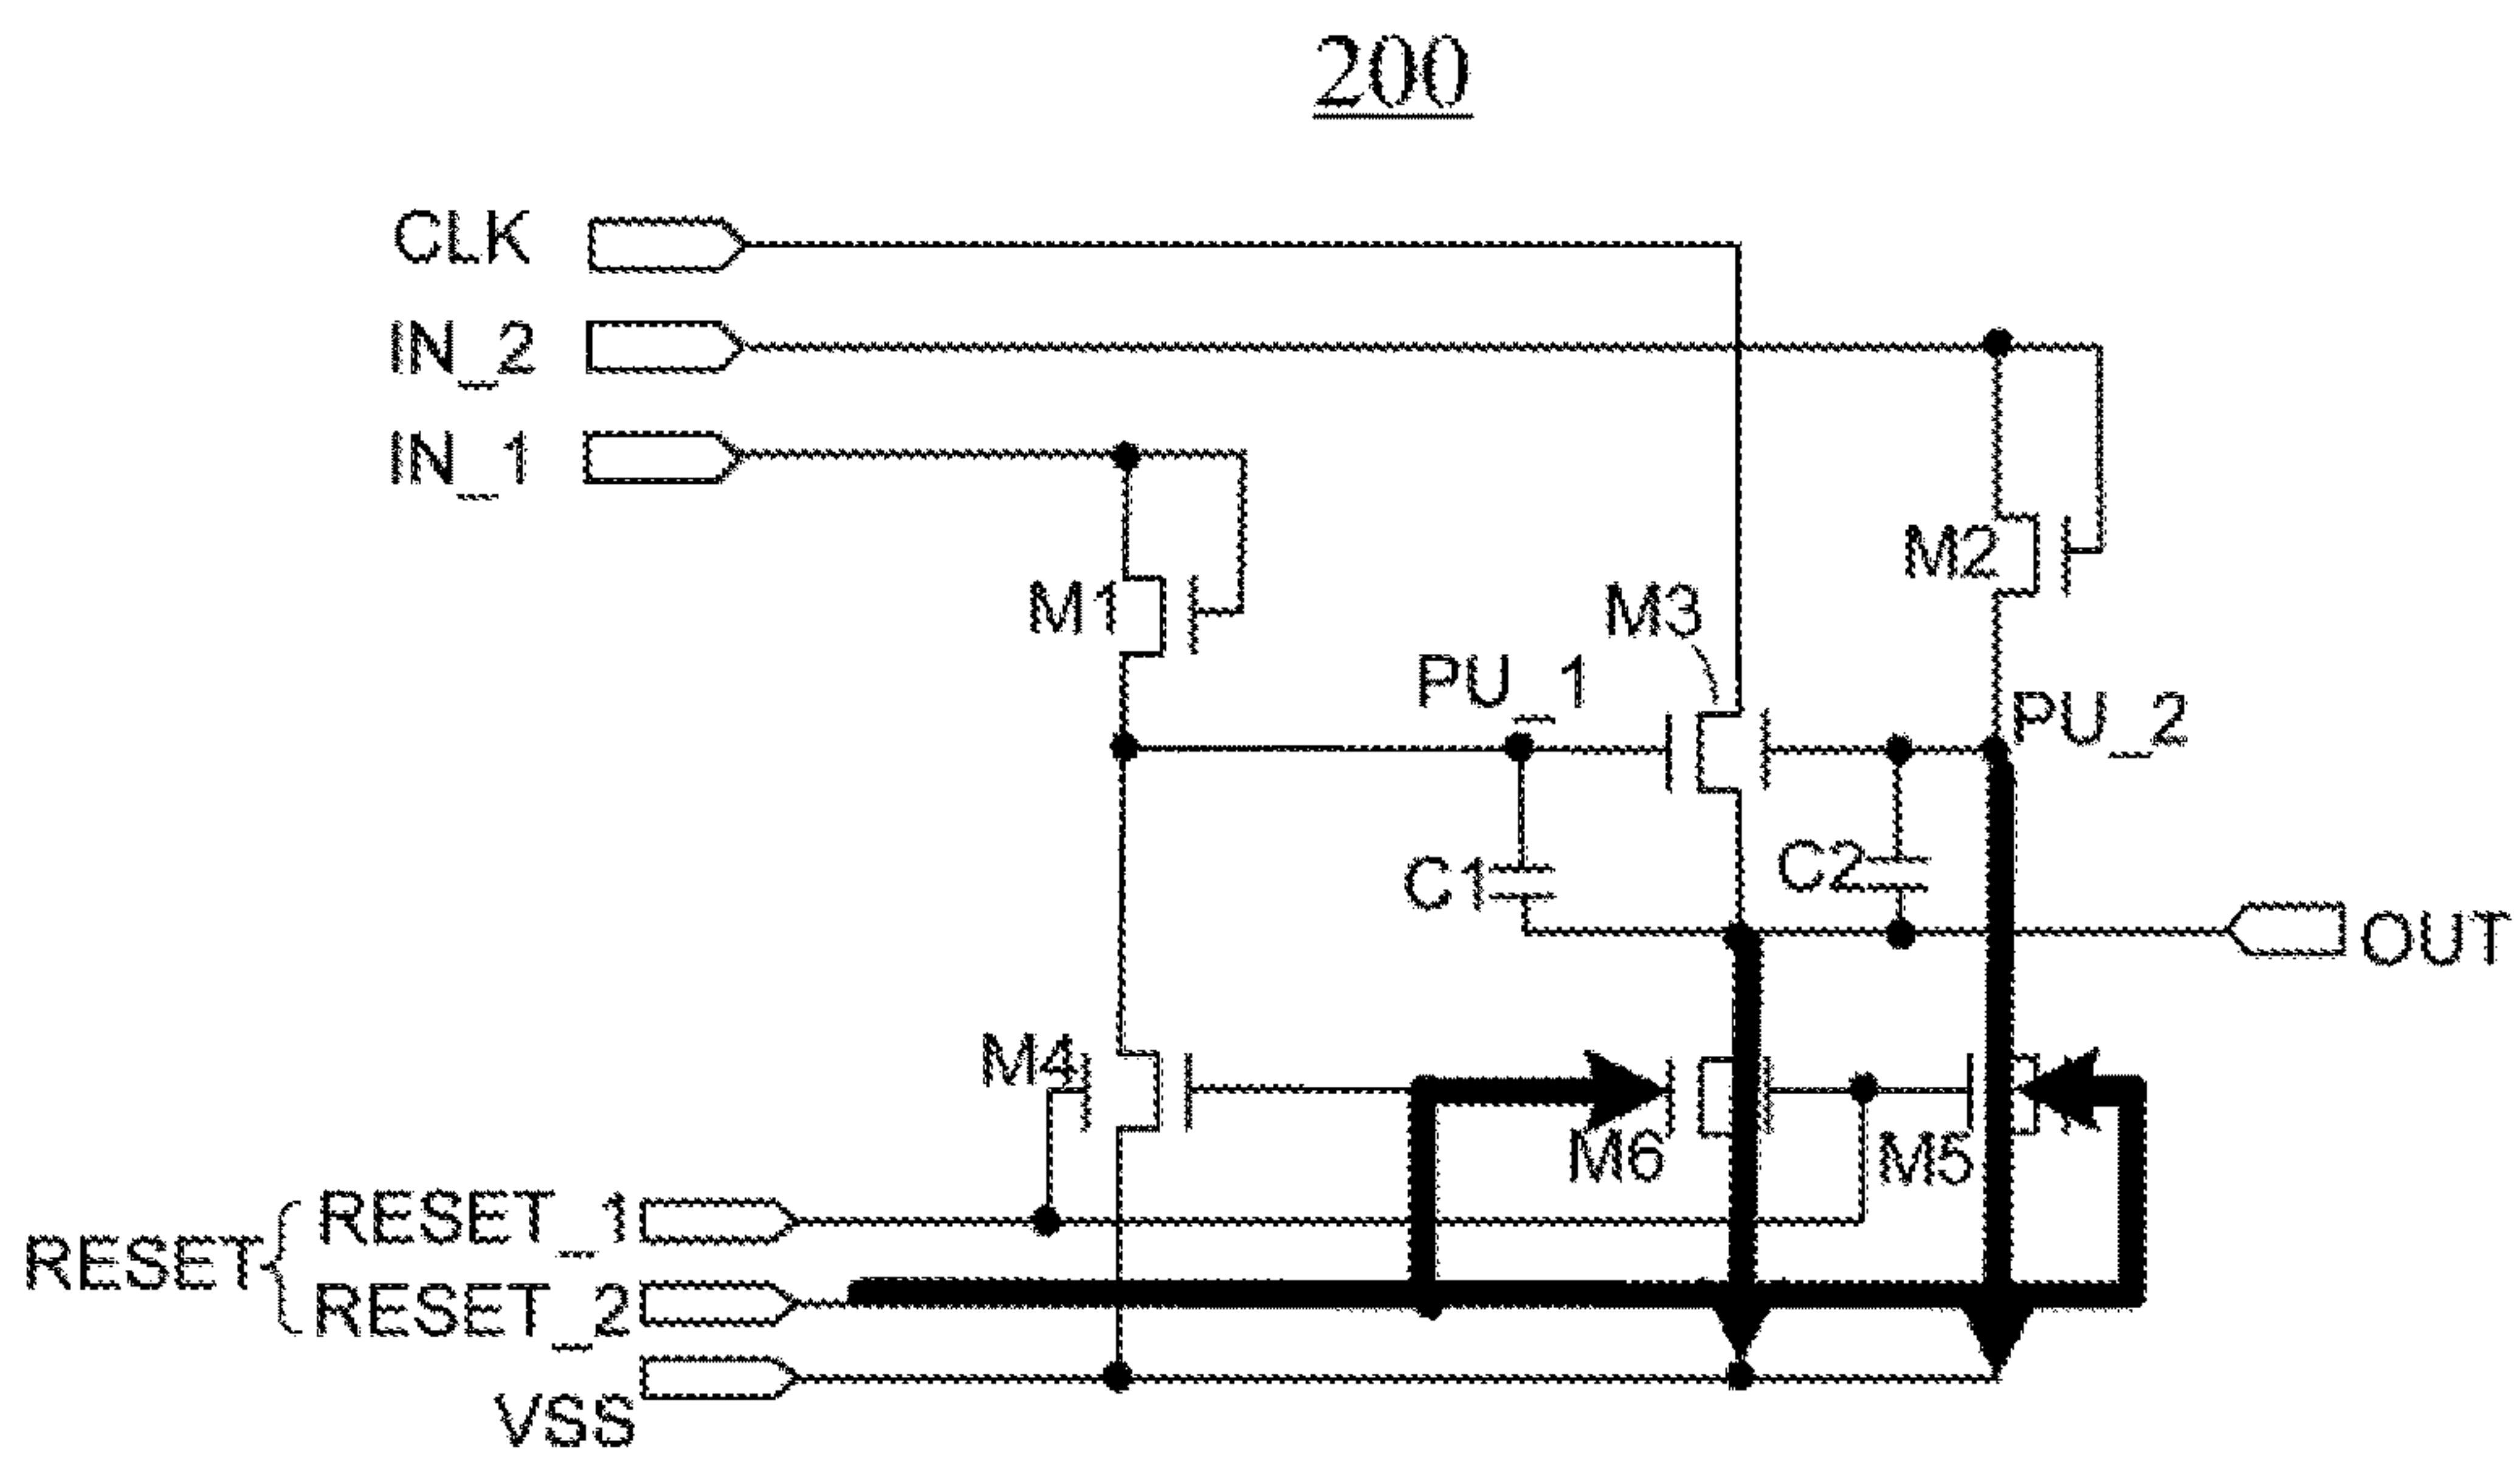 200
CLK
IN_2
IN_1
M1
M2
M3
PU_1
PU_2
C1
C2
OUT
M4
M6
M5
RESET
RESET_1
RESET_2
VSS